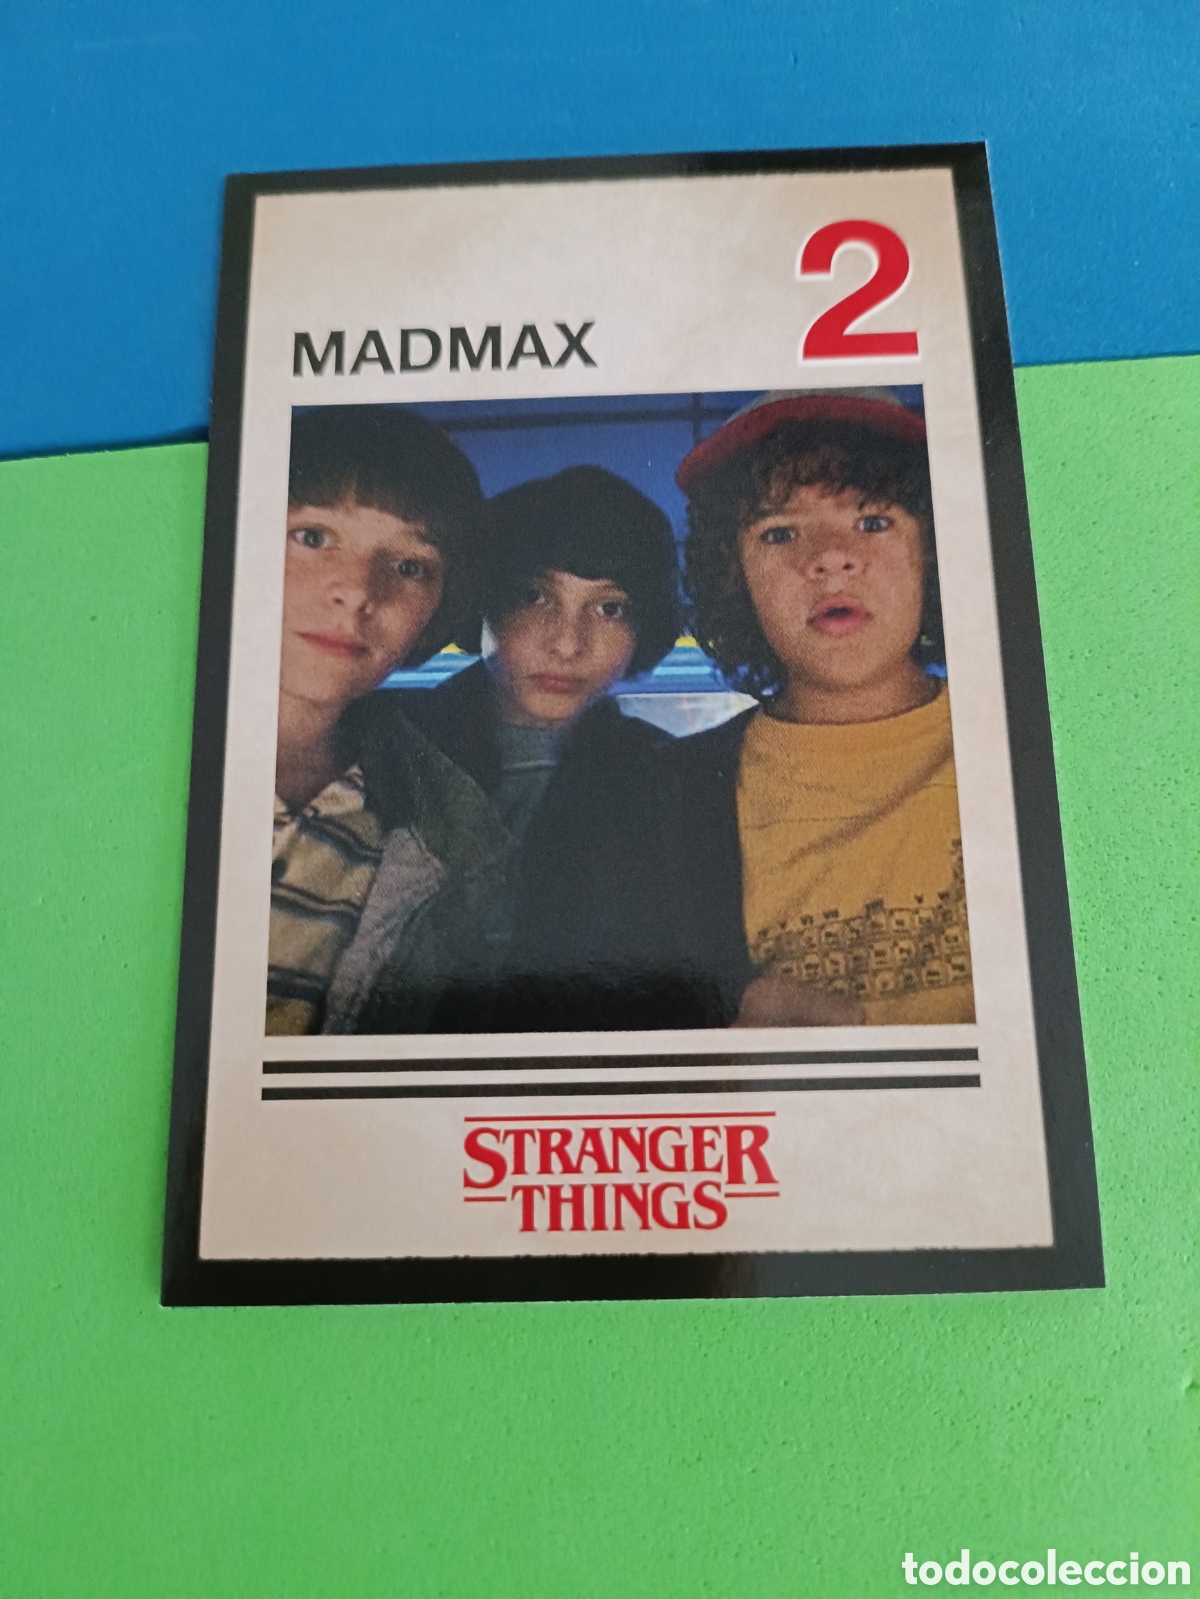 2
MADMAX
STRANGER
THINGS
todocoleccion